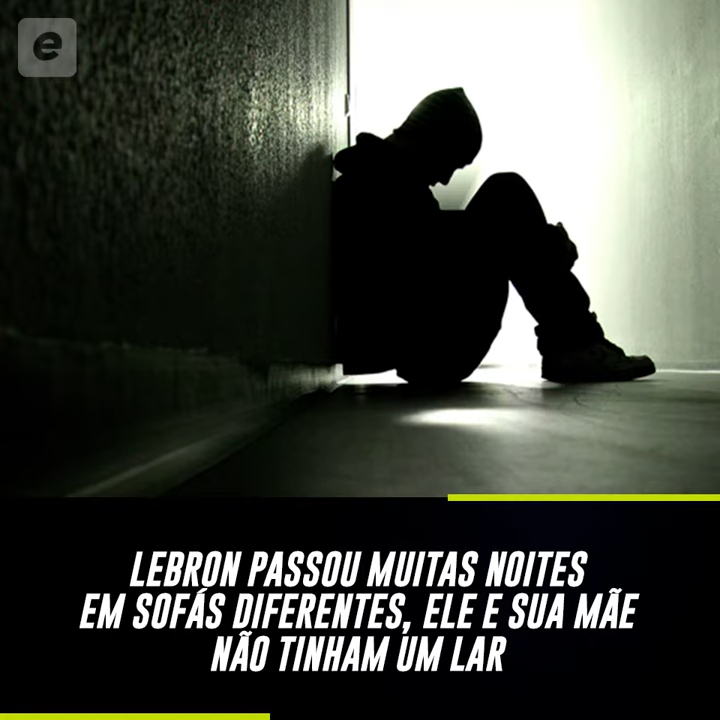 e
LEBRON PASSOU MUITAS NOITES
EM SOFÁS DIFERENTES, ELE E SUA MÃE
NÃO TINHAM UM LAR